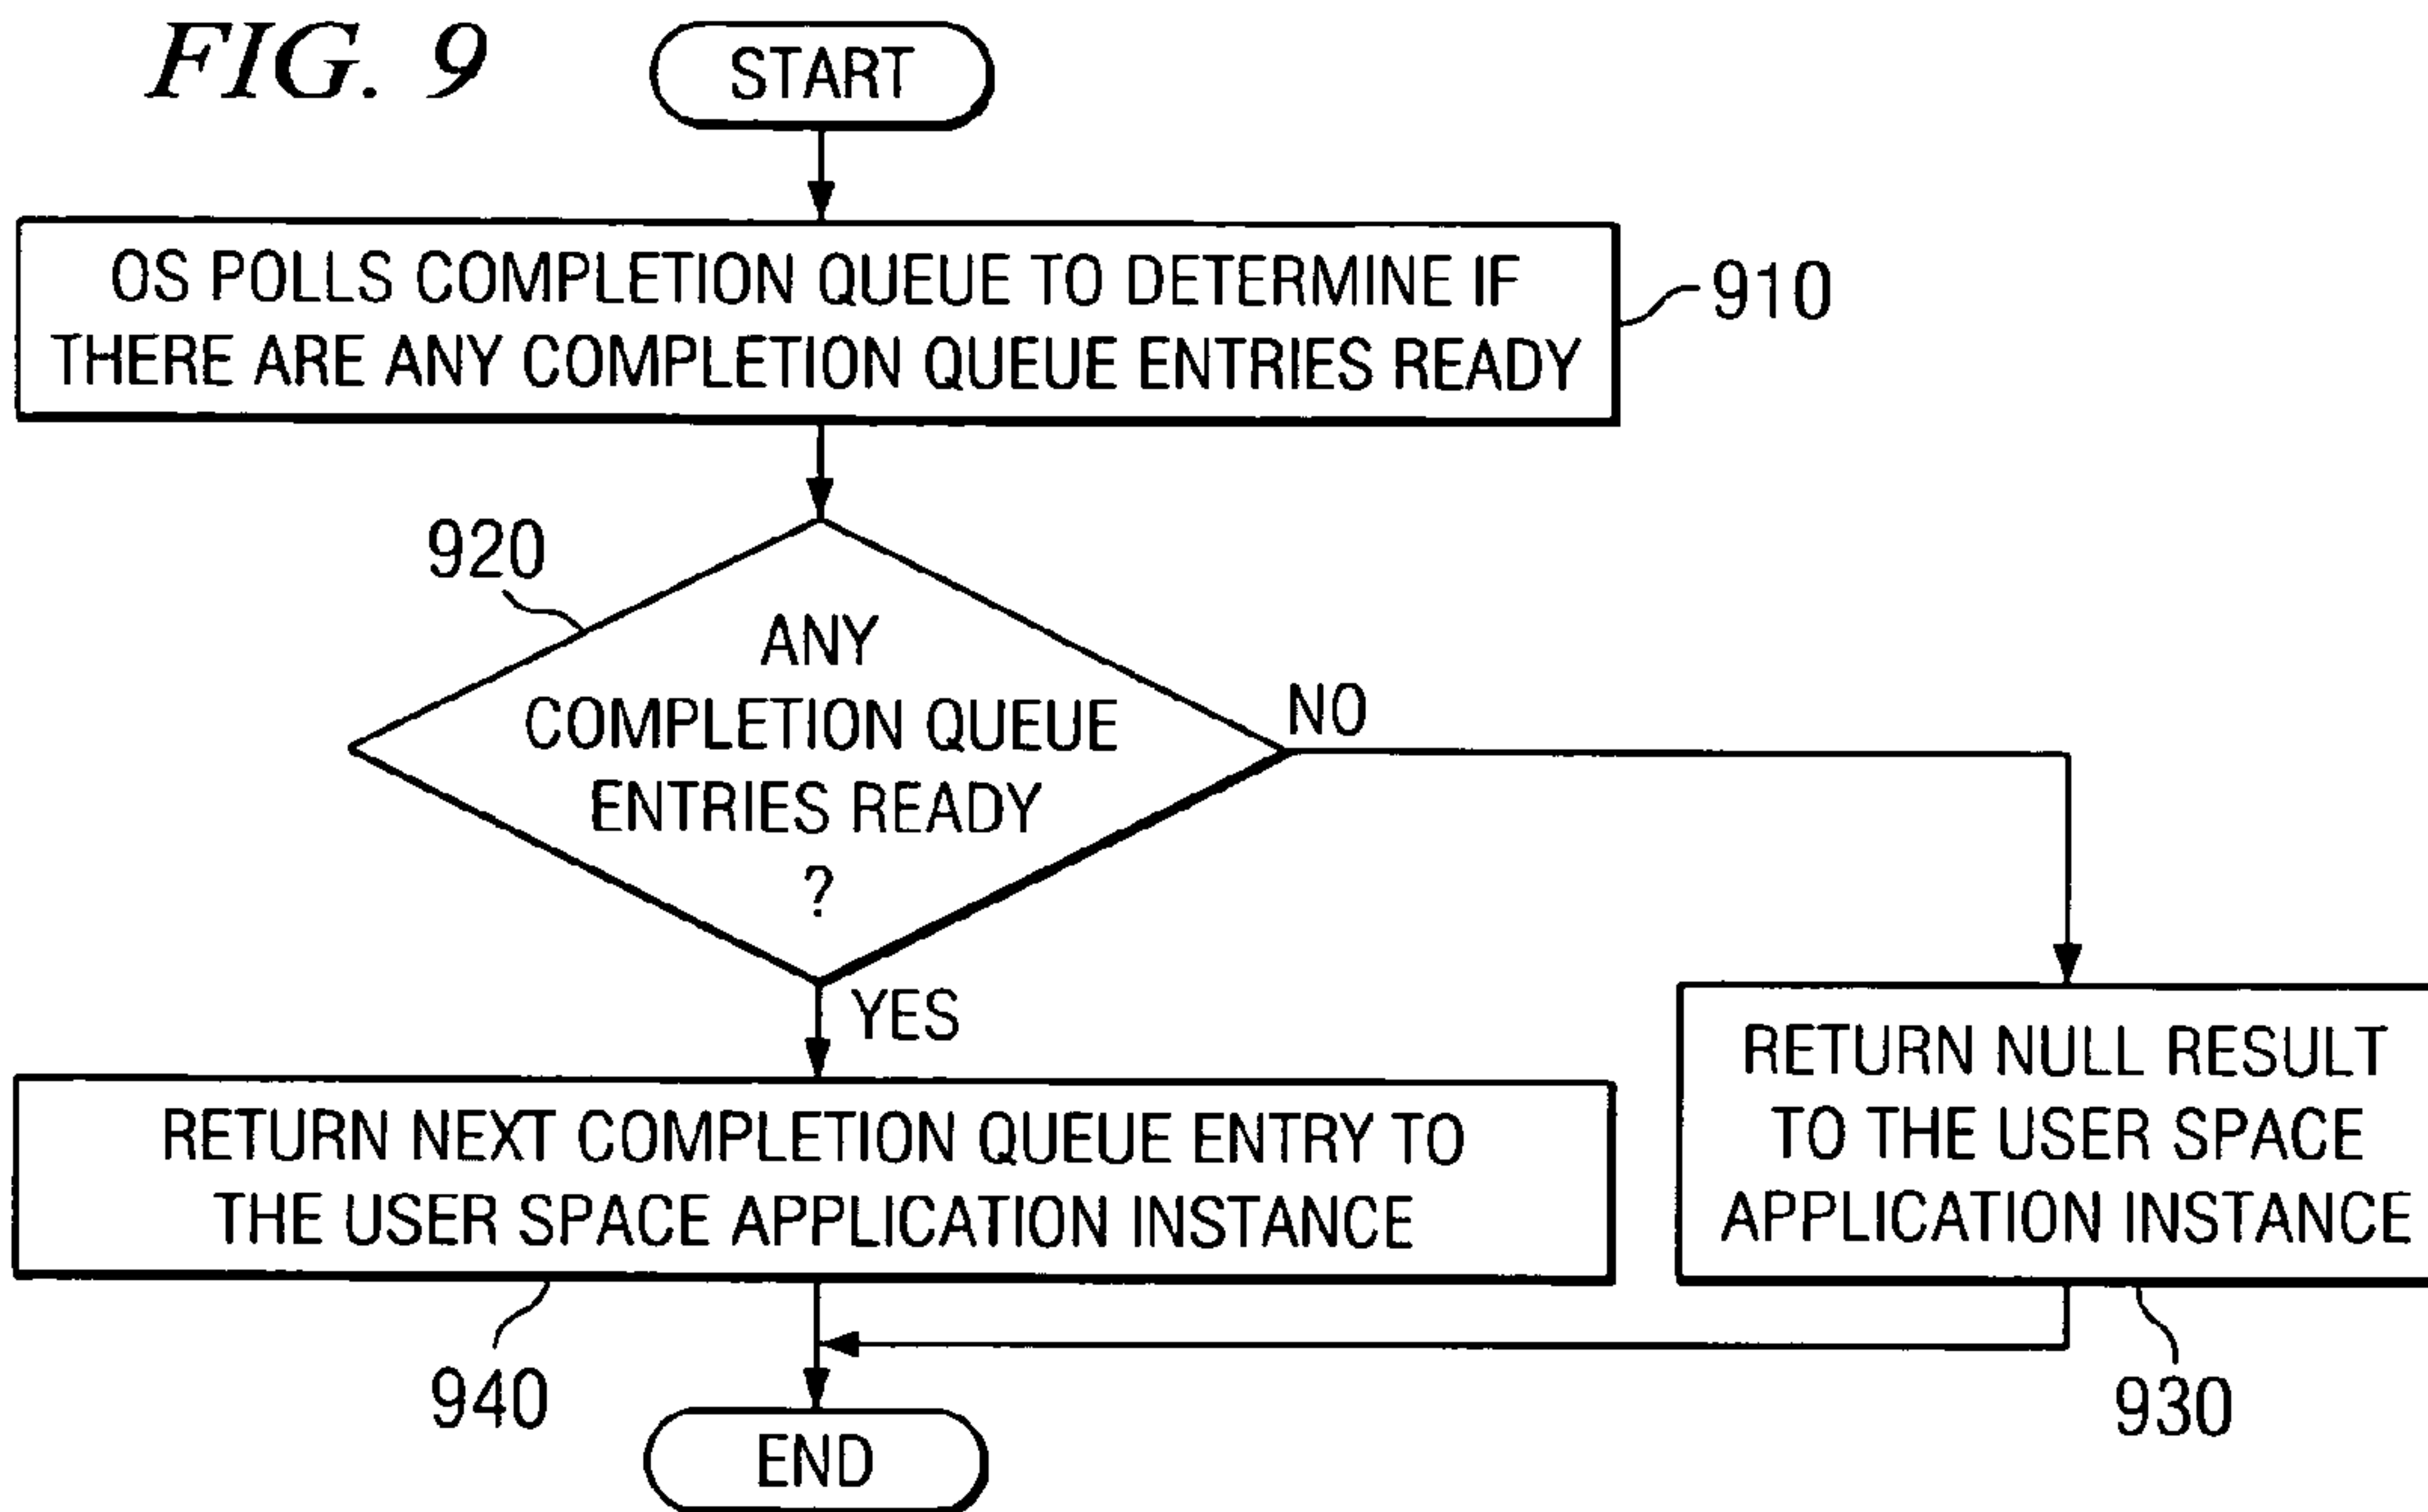 FIG. 9
START
OS POLLS COMPLETION QUEUE TO DETERMINE IF
THERE ARE ANY COMPLETION QUEUE ENTRIES READY
910
920
ANY
COMPLETION QUEUE
ENTRIES READY
?
NO
YES
RETURN NEXT COMPLETION QUEUE ENTRY TO
THE USER SPACE APPLICATION INSTANCE
940
RETURN NULL RESULT
TO THE USER SPACE
APPLICATION INSTANCE
930
END